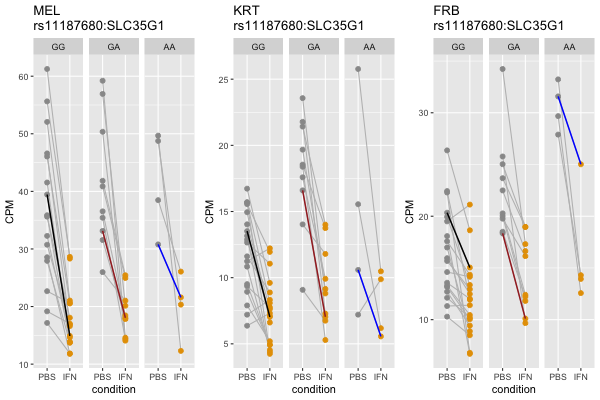 MEL
rs11187680:SLC35G1
GG GA AA
60
50
40
30
20
10
CPM
PBS IFN PBS IFN PBS IFN
condition
KRT
rs11187680:SLC35G1
GG GA AA
25
20
15
10
5
CPM
PBS IFN PBS IFN PBS IFN
condition
FRB
rs11187680:SLC35G1
GG GA AA
30
20
10
CPM
PBS IFN PBS IFN PBS IFN
condition